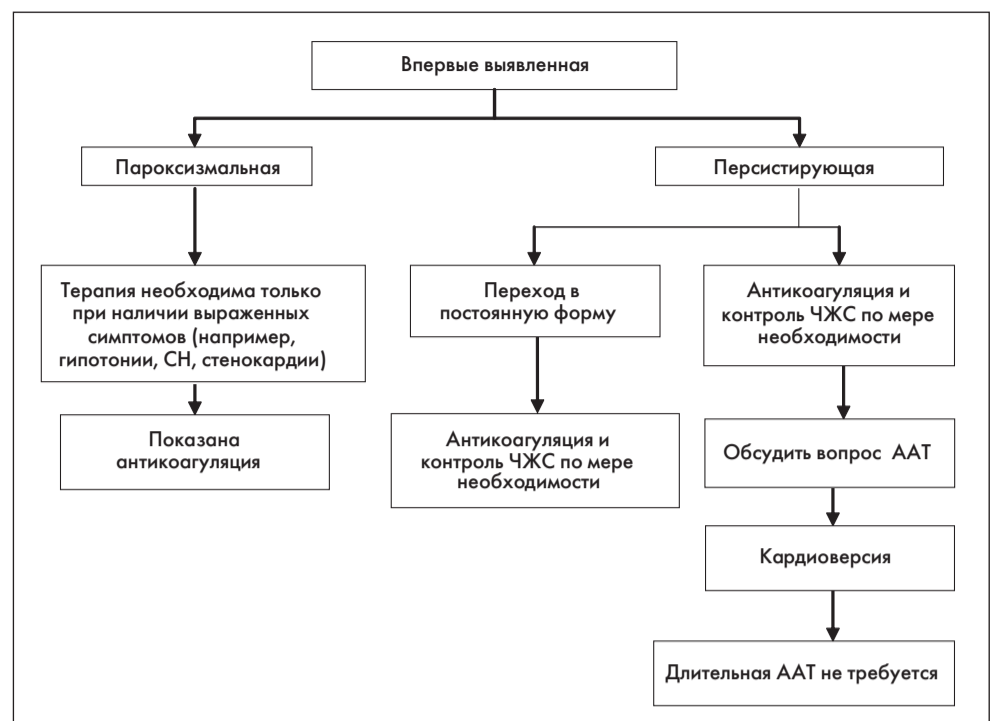 Впервые выявленная
Пароксизмальная
Персистирующая
Терапия необходима только
при наличии выраженных
симптомов (например,
гипотонии, СН, стенокардии)
Переход в
постоянную форму
Антикоагуляция и
контроль ЧЖС по мере
необходимости
Показана
антикоагуляция
Антикоагуляция и
контроль ЧЖС по мере
необходимости
Обсудить вопрос ААТ
Кардиоверсия
Длительная ААТ не требуется